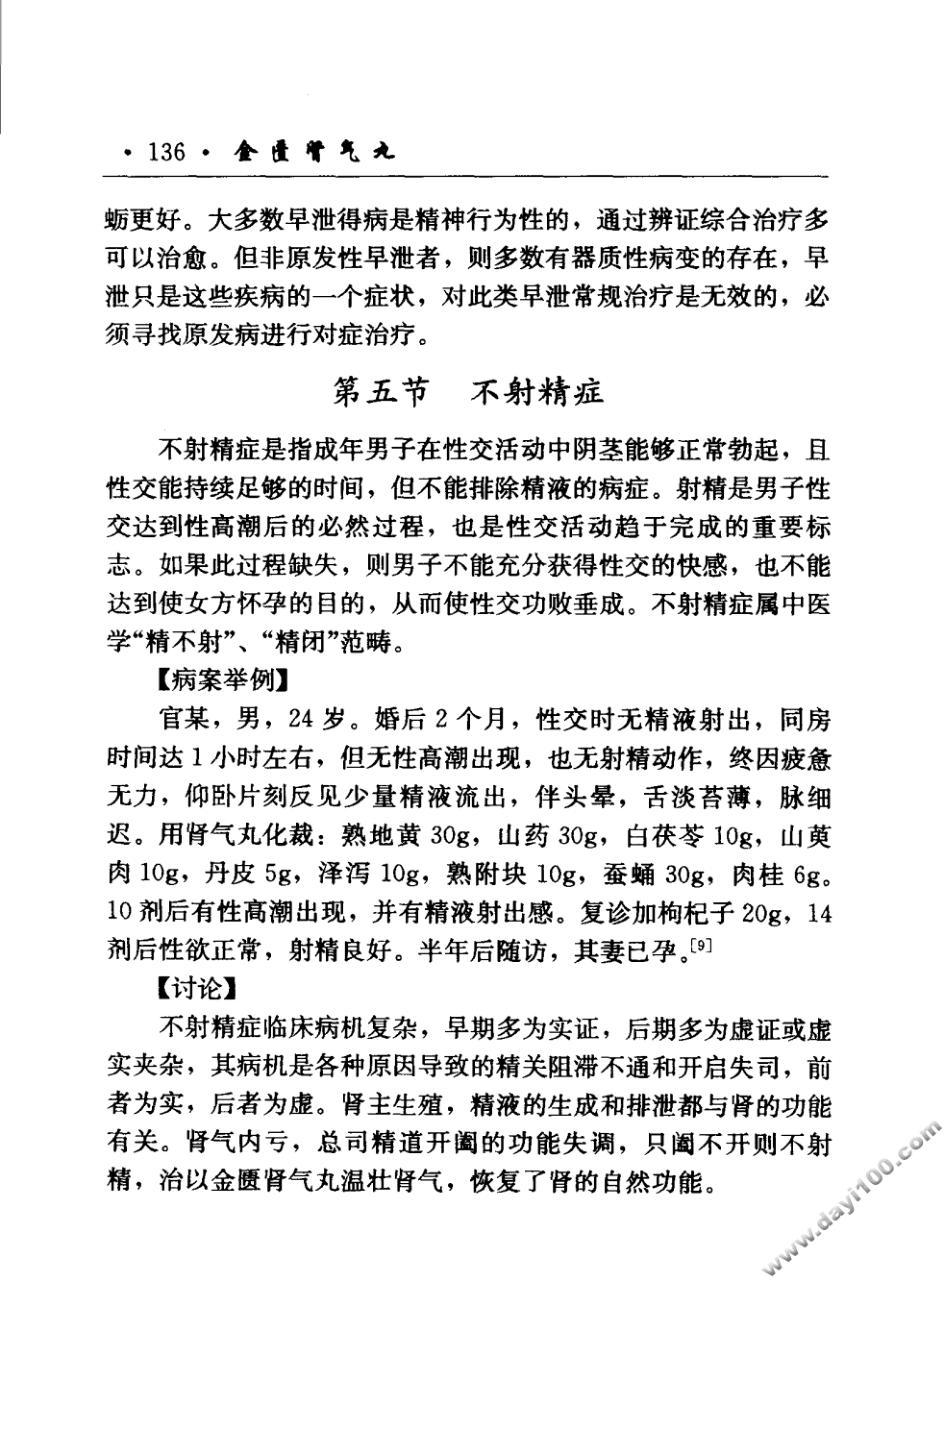 ·136· 金匮肾气丸
蛎更好。大多数早泄得病是精神行为性的，通过辨证综合治疗多
可以治愈。但非原发性早泄者，则多数有器质性病变的存在，早
泄只是这些疾病的一个症状，对此类早泄常规治疗是无效的，必
须寻找原发病进行对症治疗。
第五节 不射精症
不射精症是指成年男子在性交活动中阴茎能够正常勃起，且
性交能持续足够的时间，但不能排除精液的病症。射精是男子性
交达到性高潮后的必然过程，也是性交活动趋于完成的重要标
志。如果此过程缺失，则男子不能充分获得性交的快感，也不能
达到使女方怀孕的目的，从而使性交功败垂成。不射精症属中医
学“精不射”、“精闭”范畴。
【病案举例】
官某，男，24 岁。婚后 2 个月，性交时无精液射出，同房
时间达 1 小时左右，但无性高潮出现，也无射精动作，终因疲惫
无力，仰卧片刻反见少量精液流出，伴头晕，舌淡苔薄，脉细
迟。用肾气丸化裁：熟地黄 30g，山药 30g，白茯苓 10g，山萸
肉 10g，丹皮 5g，泽泻 10g，熟附块 10g，蚕蛹 30g，肉桂 6g。
10 剂后有性高潮出现，并有精液射出感。复诊加枸杞子 20g，14
剂后性欲正常，射精良好。半年后随访，其妻已孕。[9]
【讨论】
不射精症临床病机复杂，早期多为实证，后期多为虚证或虚
实夹杂，其病机是各种原因导致的精关阻滞不通和开启失司，前
者为实，后者为虚。肾主生殖，精液的生成和排泄都与肾的功能
有关。肾气内亏，总司精道开阖的功能失调，只阖不开则不射
精，治以金匮肾气丸温壮肾气，恢复了肾的自然功能。
www.dayi100.com